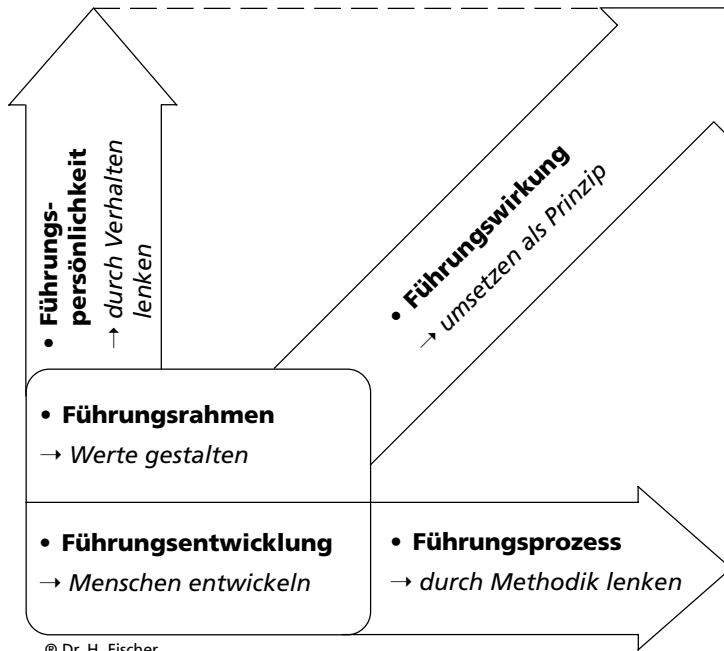 • Führungs-
persönlichkeit
→ durch Verhalten
lenken
• Führungswirkung
→ umsetzen als Prinzip
• Führungsrahmen
→ Werte gestalten
• Führungsentwicklung
→ Menschen entwickeln
• Führungsprozess
→ durch Methodik lenken
® Dr. H. Fischer